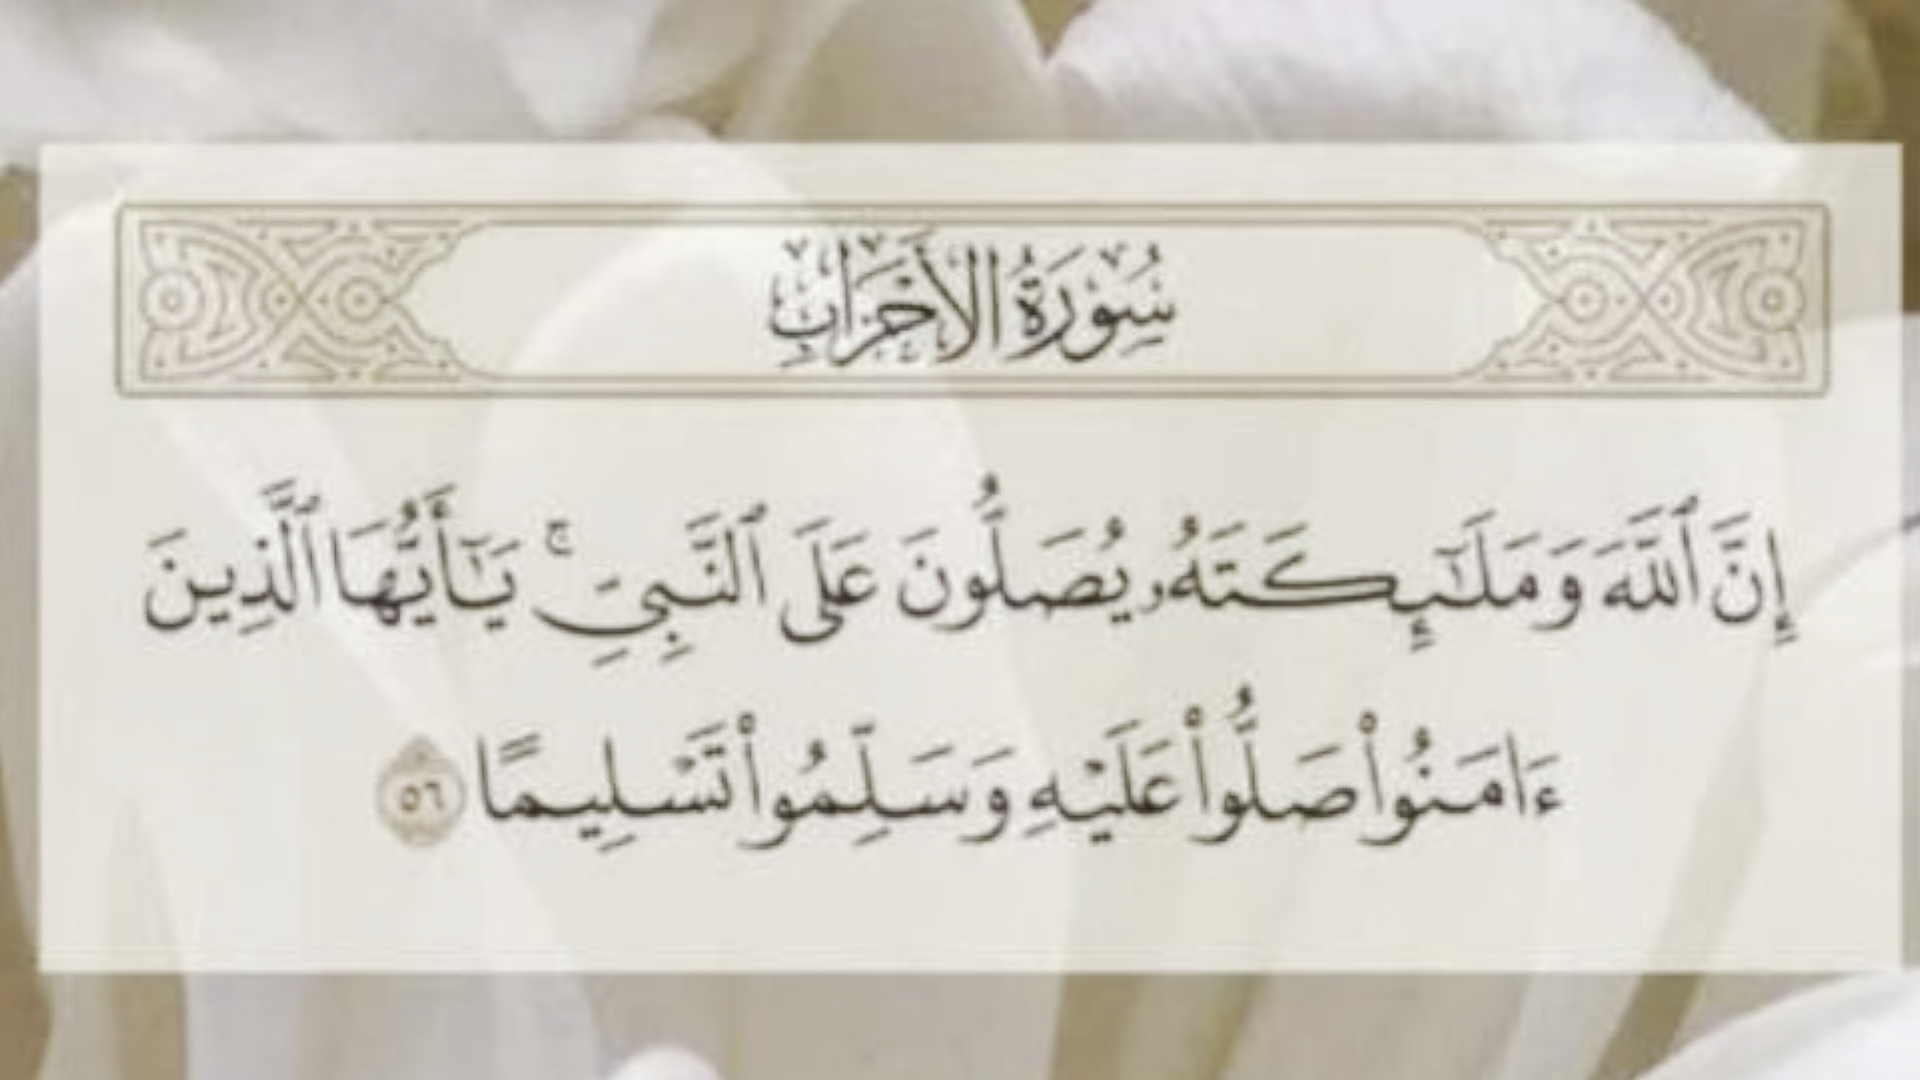 سُورَةُ الأَحْزَابِ
إِنَّ ٱللَّهَ وَمَلَـٰٓئِكَتَهُۥ يُصَلُّونَ عَلَى ٱلنَّبِىِّ ۚ يَـٰٓأَيُّهَا ٱلَّذِينَ
ءَامَنُوا۟ صَلُّوا۟ عَلَيْهِ وَسَلِّمُوا۟ تَسْلِيمًا ٥٦